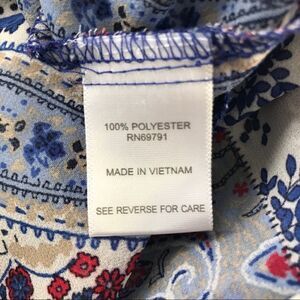 100% POLYESTER
RN69791
MADE IN VIETNAM
SEE REVERSE FOR CARE